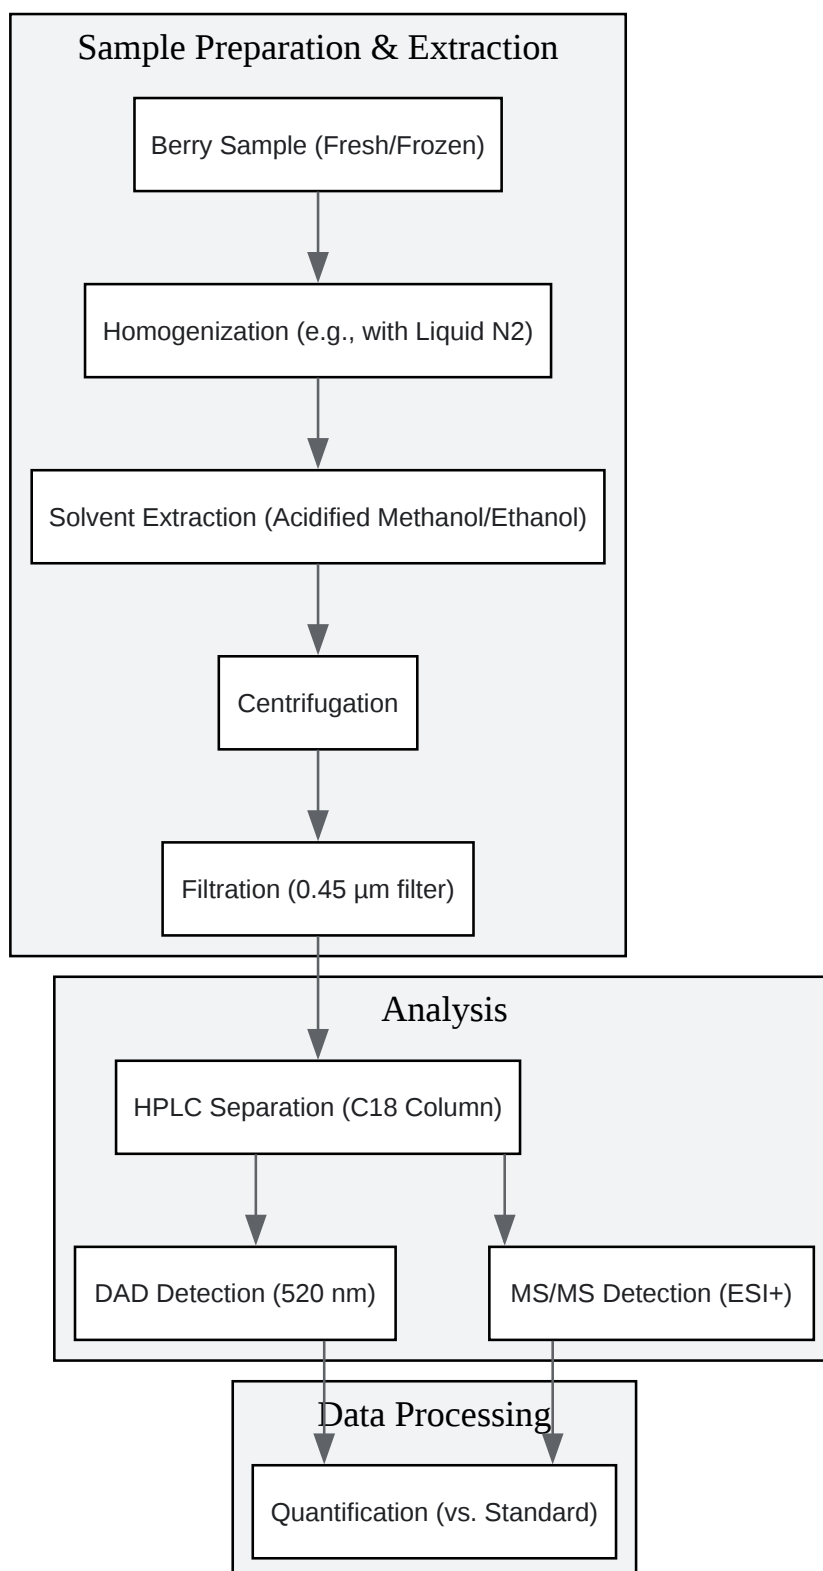 Sample Preparation & Extraction
Berry Sample (Fresh/Frozen)
Homogenization (e.g., with Liquid N2)
Solvent Extraction (Acidified Methanol/Ethanol)
Centrifugation
Filtration (0.45 µm filter)
Analysis
HPLC Separation (C18 Column)
DAD Detection (520 nm)
MS/MS Detection (ESI+)
Data Processing
Quantification (vs. Standard)